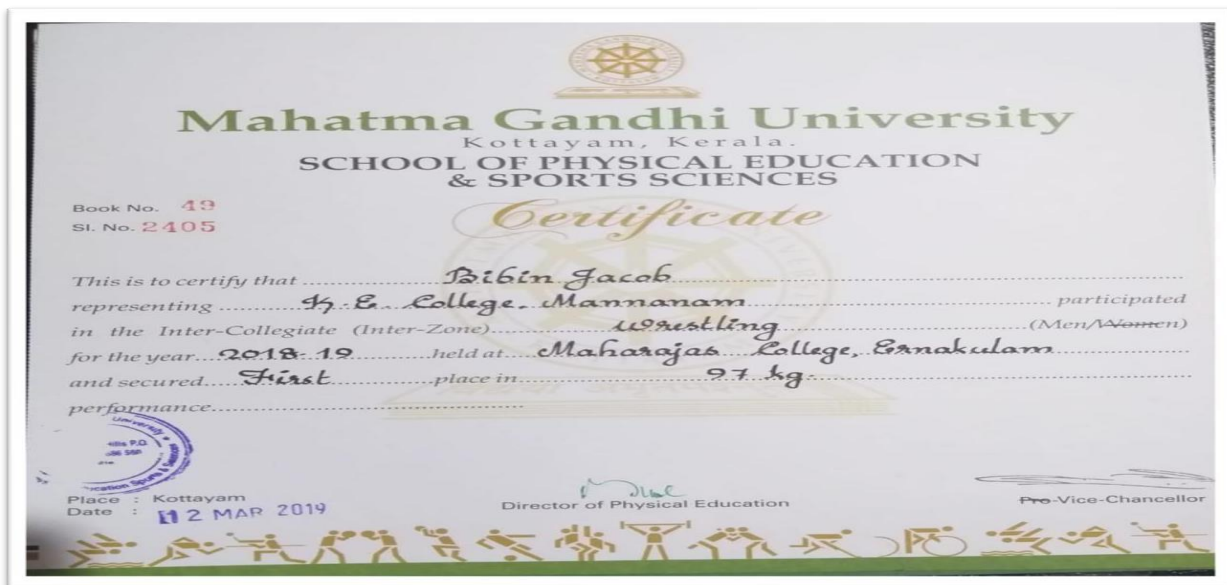 Mahatma Gandhi University
Kottayam, Kerala.
SCHOOL OF PHYSICAL EDUCATION
& SPORTS SCIENCES
Book No. 49
Sl. No. 2405
Certificate
This is to certify that Bibin Jacob
representing K.E. College, Mannanam participated
in the Inter-Collegiate (Inter-Zone) Wrestling (Men/Women)
for the year 2018-19 held at Maharajas College, Ernakulam
and secured First place in 97 kg.
performance
University
Place : Kottayam
Date : 12 MAR 2019
Director of Physical Education
Pro-Vice-Chancellor